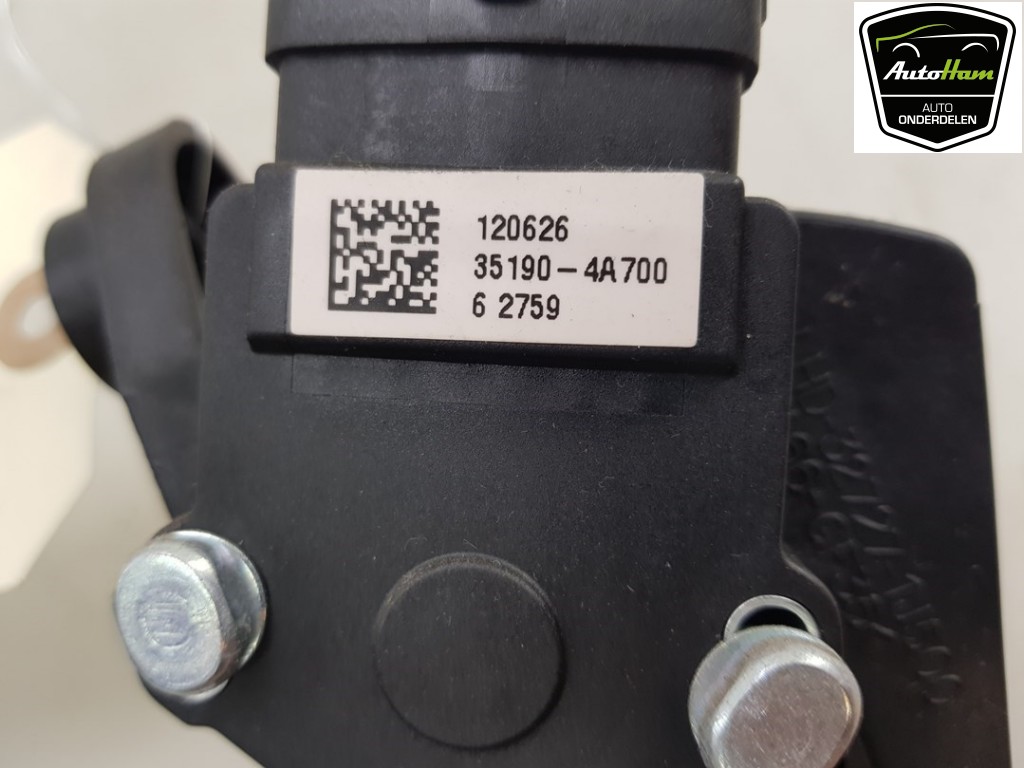 AutoHam
AUTO
ONDERDELEN
120626
35190-4A700
6 2759